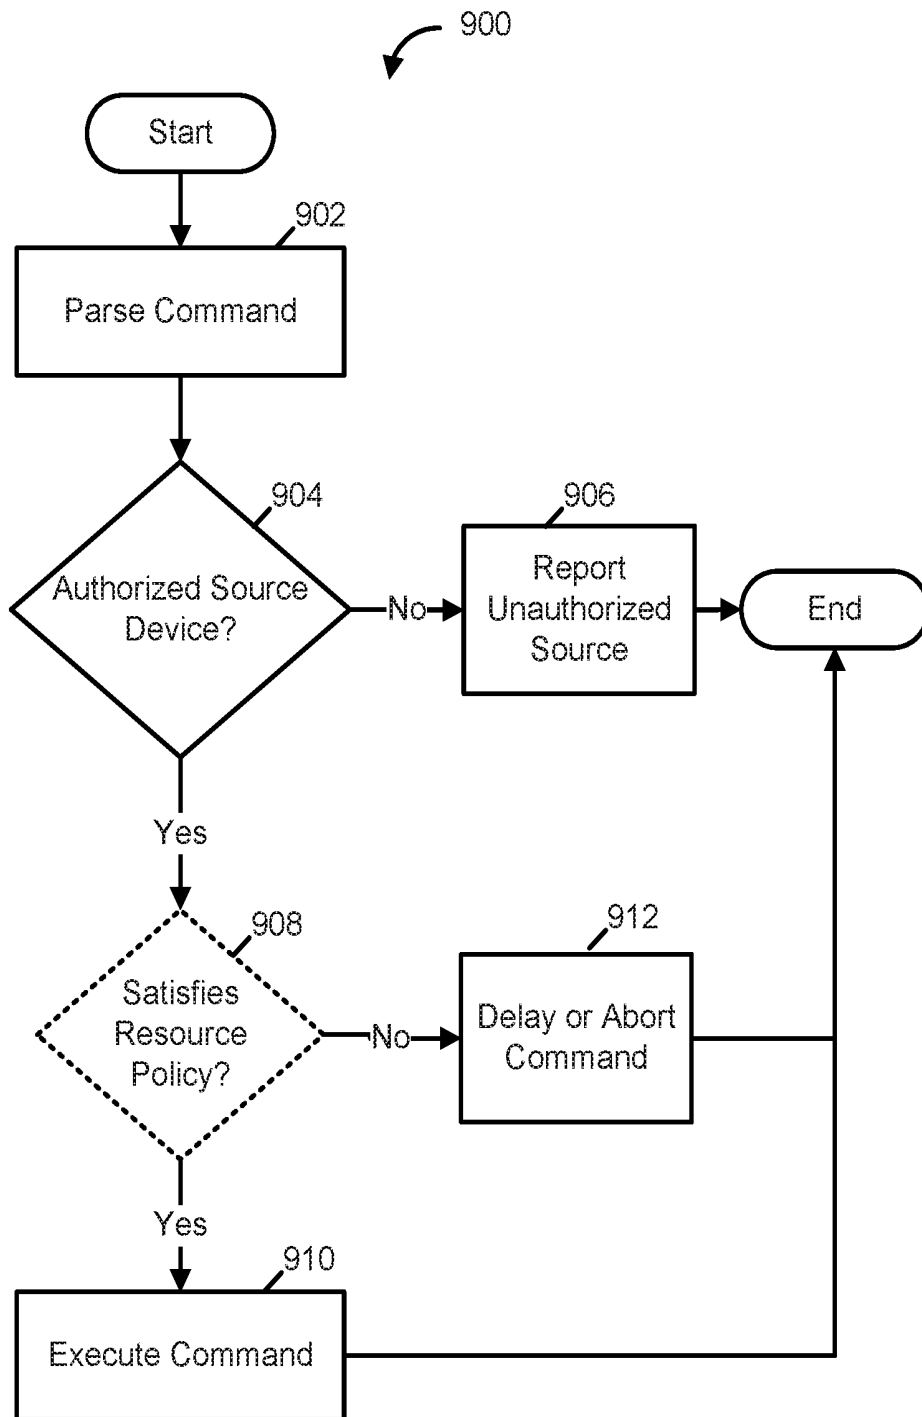 900
Start
902
Parse Command
904
Authorized Source
Device?
No
906
Report
Unauthorized
Source
End
Yes
908
Satisfies
Resource
Policy?
No
912
Delay or Abort
Command
Yes
910
Execute Command